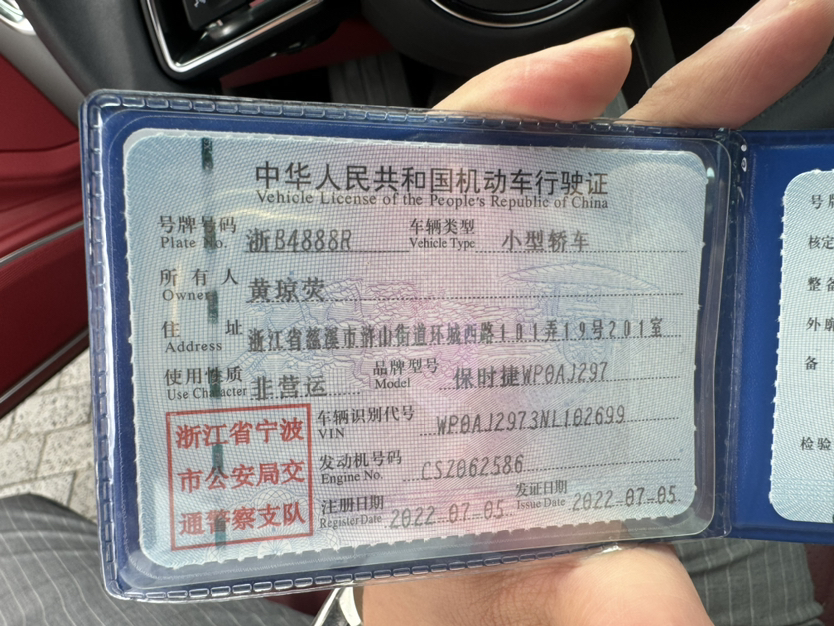 中华人民共和国机动车行驶证
Vehicle License of the People's Republic of China
号牌号码 浙B4888R 车辆类型 小型轿车
Plate No. Vehicle Type
所有人 黄琼荧
Owner
住址 浙江省慈溪市浒山街道环城西路101弄19号201室
Address
使用性质 非营运 品牌型号 保时捷WP0AJ297
Use Character Model
浙江省宁波
市公安局交
通警察支队
车辆识别代号 WP0AJ2973NL102699
VIN
发动机号码 CSZ062586
Engine No.
注册日期 2022-07-05 发证日期 2022-07-05
Register Date Issue Date
号牌
核定
整备
外廓
备
检验